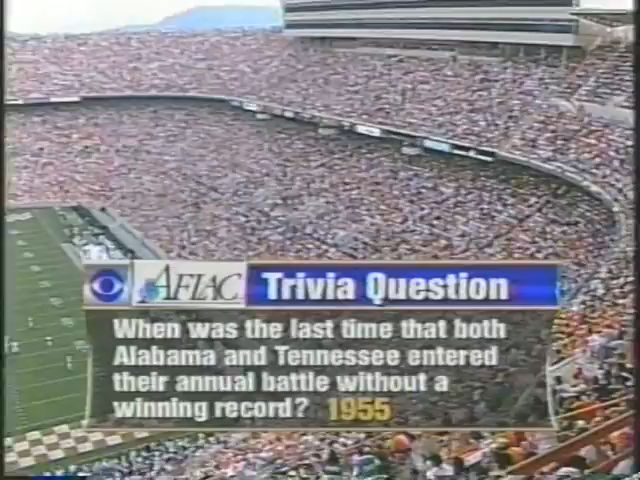 AFLAC Trivia Question
When was the last time that both
Alabama and Tennessee entered
their annual battle without a
winning record? 1955